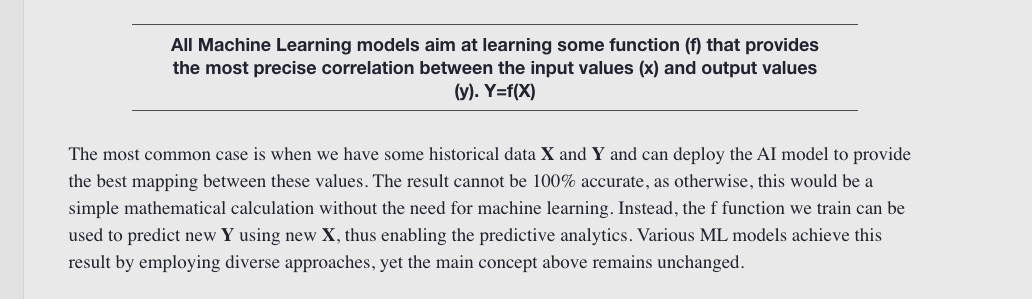 All Machine Learning models aim at learning some function (f) that provides
the most precise correlation between the input values (x) and output values
(y). Y=f(X)
The most common case is when we have some historical data X and Y and can deploy the AI model to provide
the best mapping between these values. The result cannot be 100% accurate, as otherwise, this would be a
simple mathematical calculation without the need for machine learning. Instead, the f function we train can be
used to predict new Y using new X, thus enabling the predictive analytics. Various ML models achieve this
result by employing diverse approaches, yet the main concept above remains unchanged.